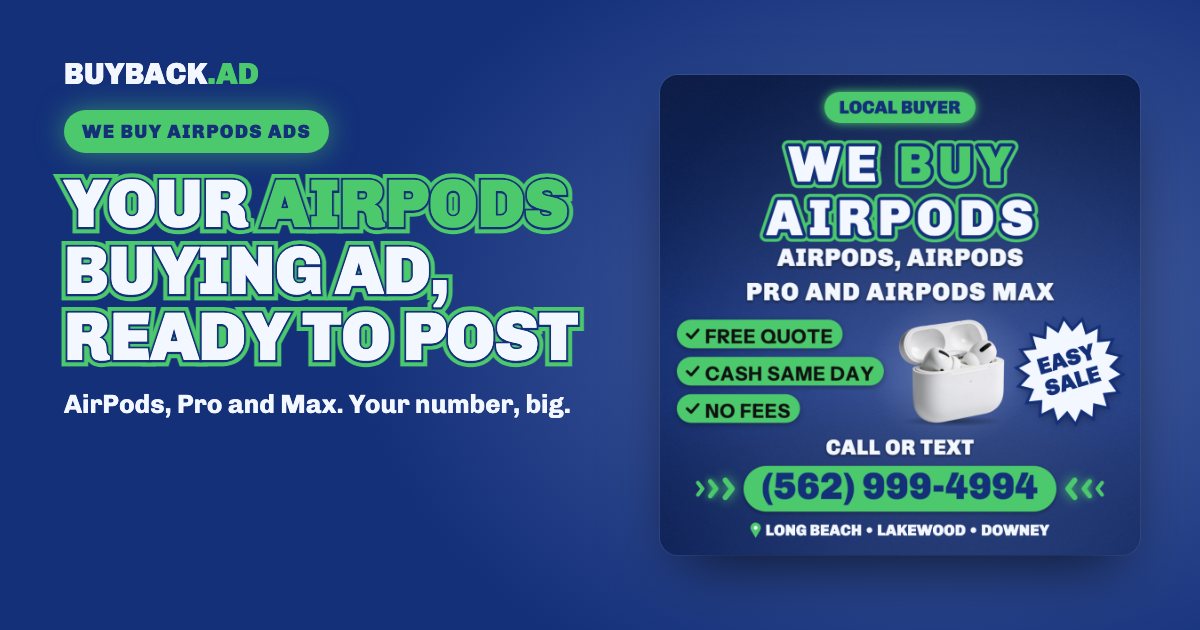 BUYBACK.AD
WE BUY AIRPODS ADS
YOUR AIRPODS
BUYING AD,
READY TO POST
AirPods, Pro and Max. Your number, big.
LOCAL BUYER
WE BUY
AIRPODS
AIRPODS, AIRPODS
PRO AND AIRPODS MAX
FREE QUOTE
CASH SAME DAY
NO FEES
EASY
SALE
CALL OR TEXT
(562) 999-4994
LONG BEACH • LAKEWOOD • DOWNEY